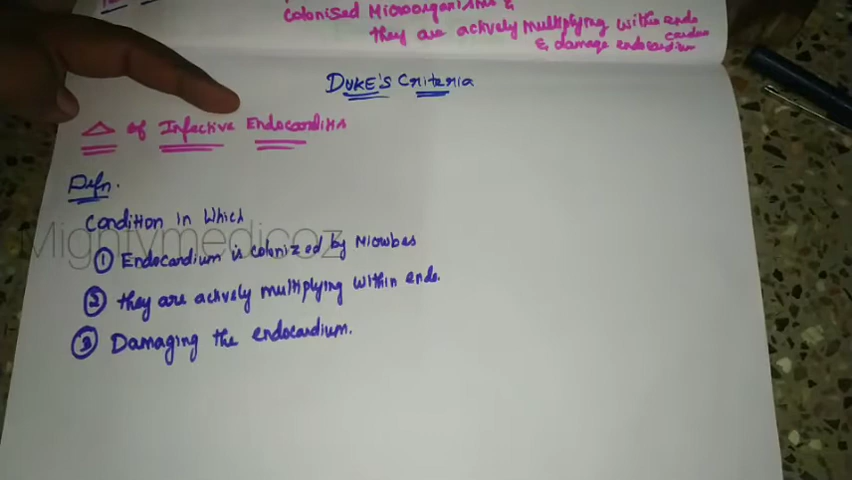 Colonised Microorganisms &
they are actively multiplying within endo
cardium
& damage endocardium
DUKE'S Criteria
△ of Infective Endocarditis
Defn.
Condition in Which
① Endocardium is colonized by Microbes
② they are actively multiplying within endo.
③ Damaging the endocardium.
Mightymedicoz